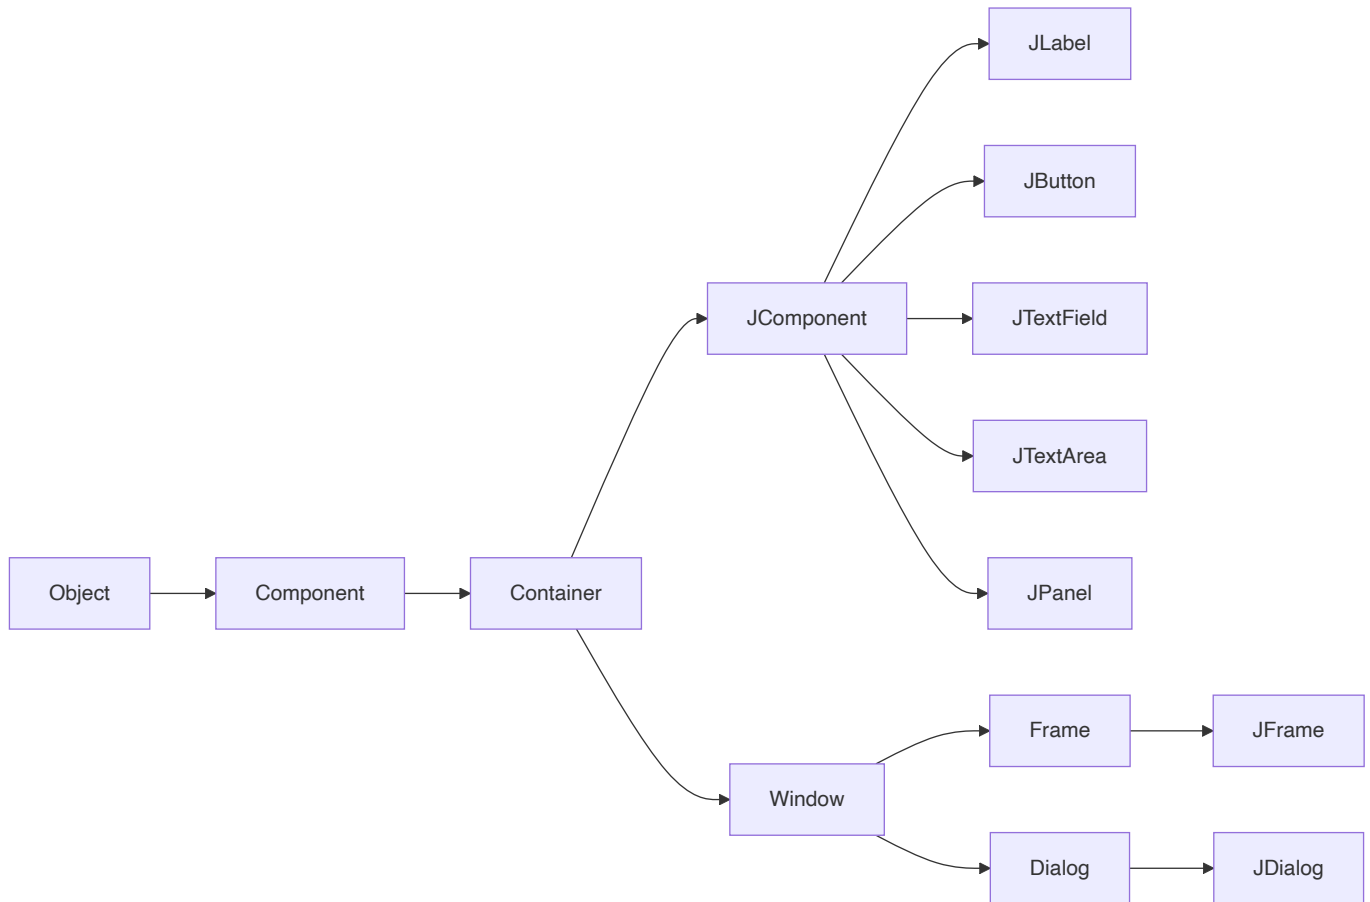 JLabel
JButton
JComponent
JTextField
JTextArea
Object
Component
Container
JPanel
Frame
JFrame
Window
Dialog
JDialog